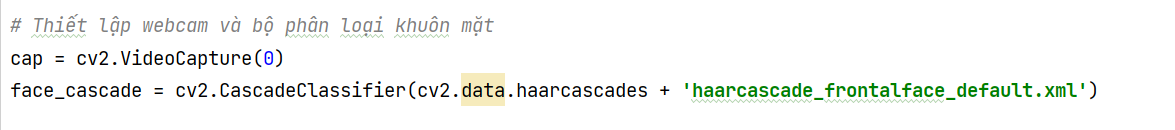 # Thiết lập webcam và bộ phân loại khuôn mặt
cap = cv2.VideoCapture(0)
face_cascade = cv2.CascadeClassifier(cv2.data.haarcascades + 'haarcascade_frontalface_default.xml')